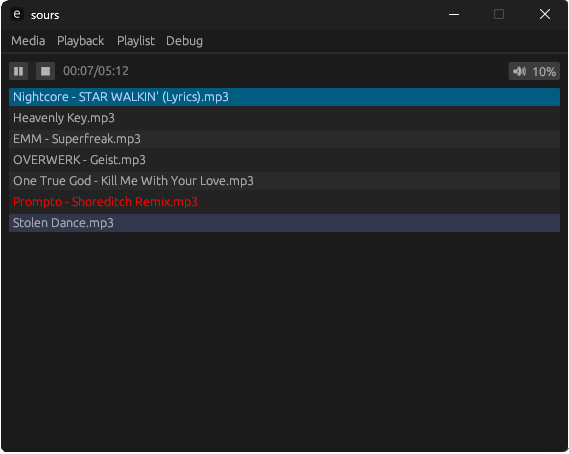 e sours
Media Playback Playlist Debug
00:07/05:12 10%
Nightcore - STAR WALKIN' (Lyrics).mp3
Heavenly Key.mp3
EMM - Superfreak.mp3
OVERWERK - Geist.mp3
One True God - Kill Me With Your Love.mp3
Prompto - Shoreditch Remix.mp3
Stolen Dance.mp3